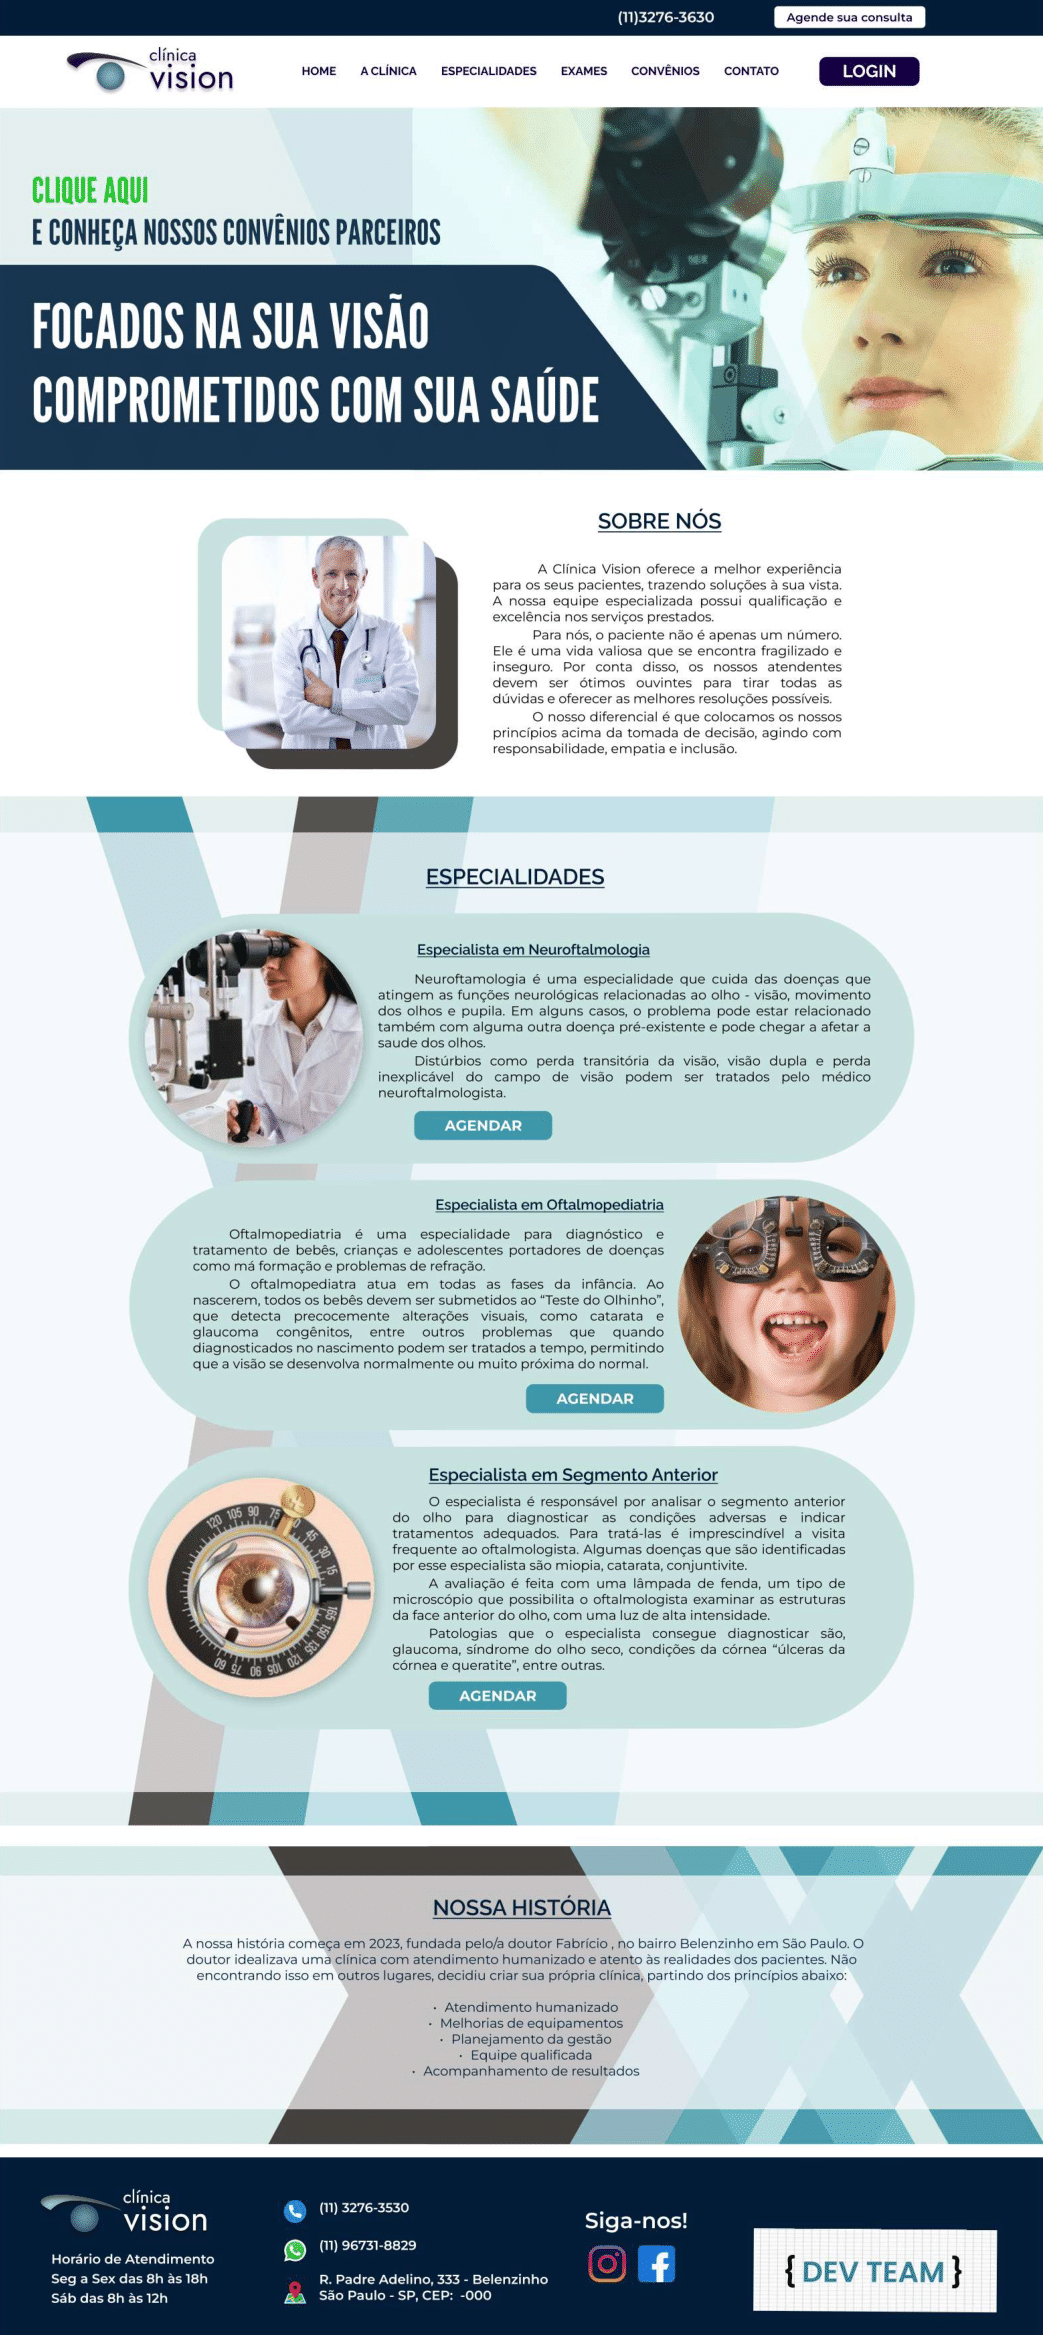 (11)3276-3630
Agende sua consulta
clínica
vision
HOME
A CLÍNICA
ESPECIALIDADES
EXAMES
CONVÊNIOS
CONTATO
LOGIN
CLIQUE AQUI
E CONHEÇA NOSSOS CONVÊNIOS PARCEIROS
FOCADOS NA SUA VISÃO
COMPROMETIDOS COM SUA SAÚDE
SOBRE NÓS
A Clínica Vision oferece a melhor experiência
para os seus pacientes, trazendo soluções à sua vista.
A nossa equipe especializada possui qualificação e
excelência nos serviços prestados.
Para nós, o paciente não é apenas um número.
Ele é uma vida valiosa que se encontra fragilizado e
inseguro. Por conta disso, os nossos atendentes
devem ser ótimos ouvintes para tirar todas as
dúvidas e oferecer as melhores resoluções possíveis.
O nosso diferencial é que colocamos os nossos
princípios acima da tomada de decisão, agindo com
responsabilidade, empatia e inclusão.
ESPECIALIDADES
Especialista em Neuroftalmologia
Neuroftamologia é uma especialidade que cuida das doenças que
atingem as funções neurológicas relacionadas ao olho - visão, movimento
dos olhos e pupila. Em alguns casos, o problema pode estar relacionado
também com alguma outra doença pré-existente e pode chegar a afetar a
saude dos olhos.
Distúrbios como perda transitória da visão, visão dupla e perda
inexplicável do campo de visão podem ser tratados pelo médico
neuroftalmologista.
AGENDAR
Especialista em Oftalmopediatria
Oftalmopediatria é uma especialidade para diagnóstico e
tratamento de bebês, crianças e adolescentes portadores de doenças
como má formação e problemas de refração.
O oftalmopediatra atua em todas as fases da infância. Ao
nascerem, todos os bebês devem ser submetidos ao “Teste do Olhinho”,
que detecta precocemente alterações visuais, como catarata e
glaucoma congênitos, entre outros problemas que quando
diagnosticados no nascimento podem ser tratados a tempo, permitindo
que a visão se desenvolva normalmente ou muito próxima do normal.
AGENDAR
Especialista em Segmento Anterior
O especialista é responsável por analisar o segmento anterior
do olho para diagnosticar as condições adversas e indicar
tratamentos adequados. Para tratá-las é imprescindível a visita
frequente ao oftalmologista. Algumas doenças que são identificadas
por esse especialista são miopia, catarata, conjuntivite.
A avaliação é feita com uma lâmpada de fenda, um tipo de
microscópio que possibilita o oftalmologista examinar as estruturas
da face anterior do olho, com uma luz de alta intensidade.
Patologias que o especialista consegue diagnosticar são,
glaucoma, síndrome do olho seco, condições da córnea “úlceras da
córnea e queratite”, entre outras.
AGENDAR
120 105 90 75 45 30 15
165 150 135 120 105 90 75 60
NOSSA HISTÓRIA
A nossa história começa em 2023, fundada pelo/a doutor Fabrício , no bairro Belenzinho em São Paulo. O
doutor idealizava uma clínica com atendimento humanizado e atento às realidades dos pacientes. Não
encontrando isso em outros lugares, decidiu criar sua própria clínica, partindo dos princípios abaixo:
• Atendimento humanizado
• Melhorias de equipamentos
• Planejamento da gestão
• Equipe qualificada
• Acompanhamento de resultados
clínica
vision
Horário de Atendimento
Seg a Sex das 8h às 18h
Sáb das 8h às 12h
(11) 3276-3530
(11) 96731-8829
R. Padre Adelino, 333 - Belenzinho
São Paulo - SP, CEP: -000
Siga-nos!
{ DEV TEAM }